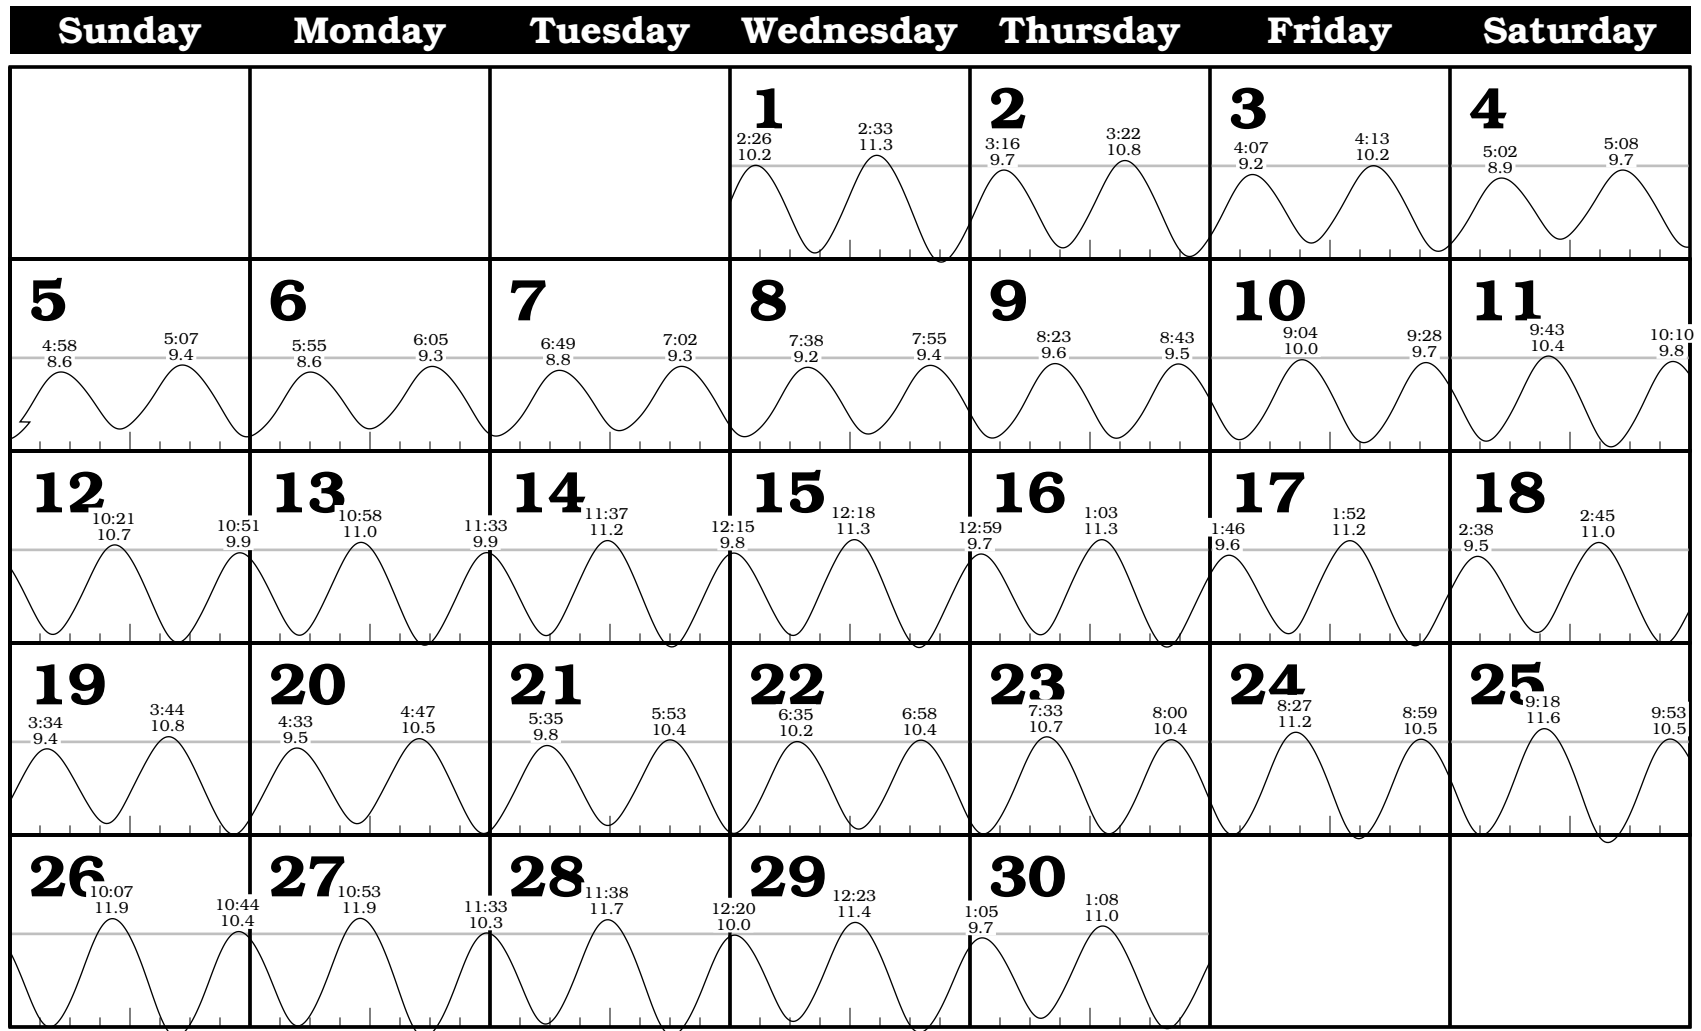 Sunday Monday Tuesday Wednesday Thursday Friday Saturday
1 2 3 4
2:26 2:33 3:16 3:22 4:07 4:13 5:02 5:08
10.2 11.3 9.7 10.8 9.2 10.2 8.9 9.7
5 6 7 8 9 10 11
4:58 5:07 5:55 6:05 6:49 7:02 7:38 7:55 8:23 8:43 9:04 9:28 9:43 10:10
8.6 9.4 8.6 9.3 8.8 9.3 9.2 9.4 9.6 9.5 10.0 9.7 10.4 9.8
12 13 14 15 16 17 18
10:21 10:51 10:58 11:33 11:37 12:15 12:18 12:59 1:03 1:46 1:52 2:38 2:45
10.7 9.9 11.0 9.9 11.2 9.8 11.3 9.7 11.3 9.6 11.2 9.5 11.0
19 20 21 22 23 24 25
3:34 3:44 4:33 4:47 5:35 5:53 6:35 6:58 7:33 8:00 8:27 8:59 9:18 9:53
9.4 10.8 9.5 10.5 9.8 10.4 10.2 10.4 10.7 10.4 11.2 10.5 11.6 10.5
26 27 28 29 30
10:07 10:44 10:53 11:33 11:38 12:20 12:23 1:05 1:08
11.9 10.4 11.9 10.3 11.7 10.0 11.4 9.7 11.0